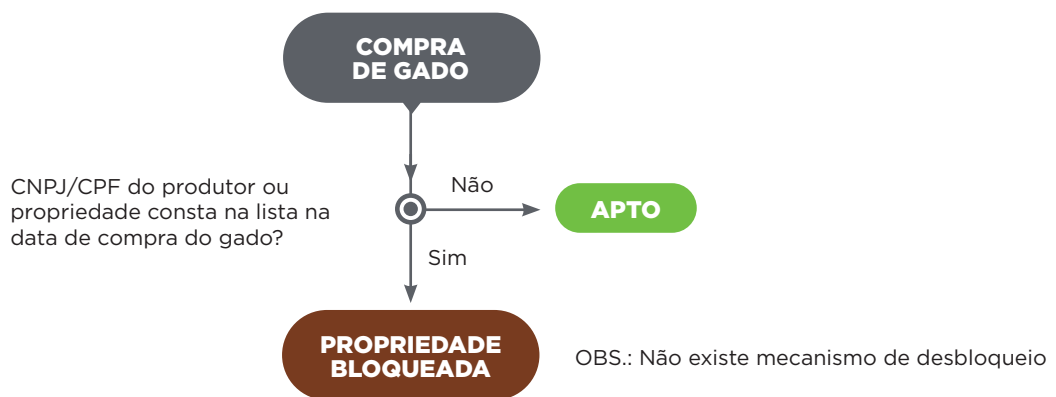 COMPRA
DE GADO
CNPJ/CPF do produtor ou
propriedade consta na lista na
data de compra do gado?
Não
APTO
Sim
PROPRIEDADE
BLOQUEADA
OBS.: Não existe mecanismo de desbloqueio